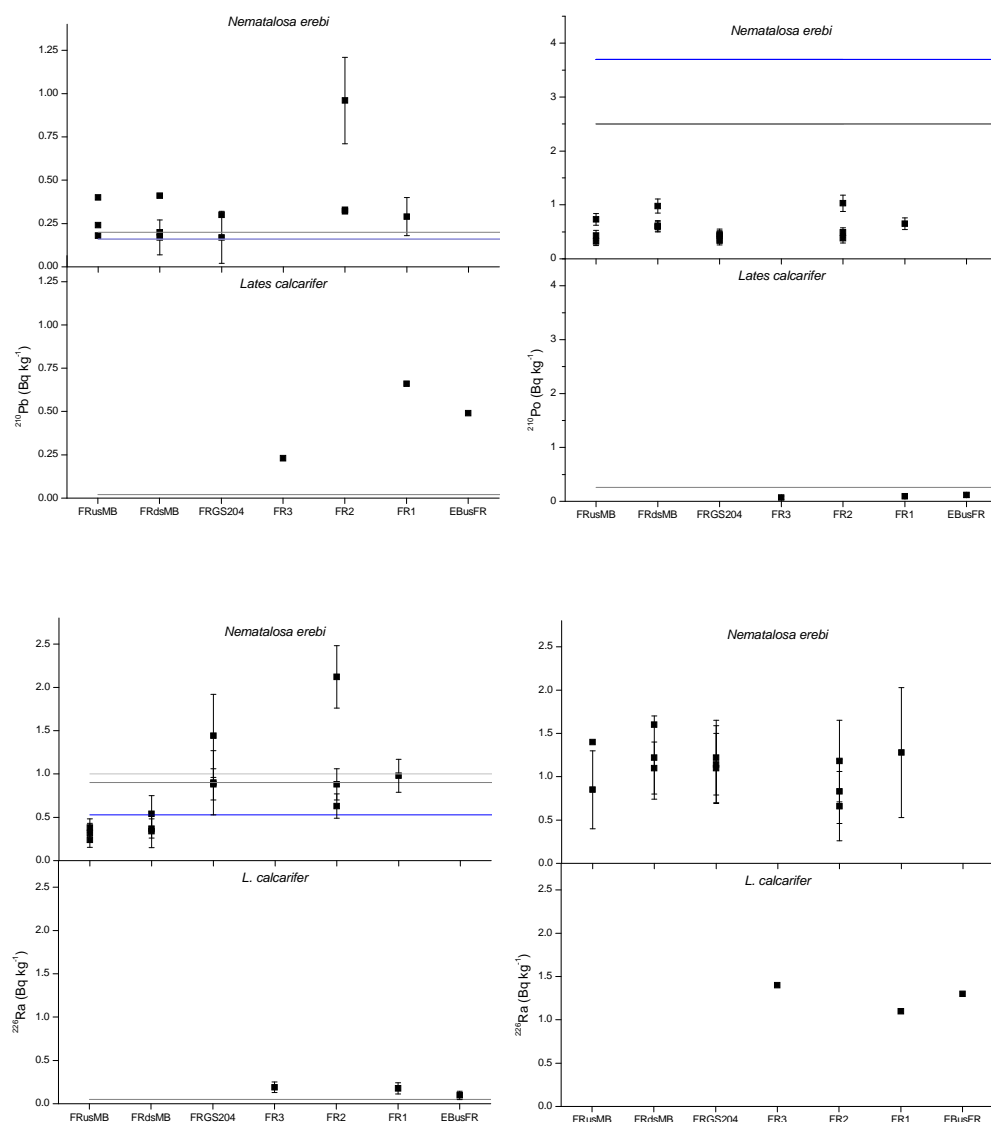 Nematalosa erebi
1.25
1.00
0.75
0.50
0.25
0.00
Lates calcarifer
1.25
1.00
0.75
0.50
0.25
0.00
²¹⁰Pb (Bq kg⁻¹)
FRusMB FRdsMB FRGS204 FR3 FR2 FR1 EBusFR
Nematalosa erebi
4
3
2
1
0
Lates calcarifer
4
3
2
1
0
²¹⁰Po (Bq kg⁻¹)
FRusMB FRdsMB FRGS204 FR3 FR2 FR1 EBusFR
Nematalosa erebi
2.5
2.0
1.5
1.0
0.5
0.0
L. calcarifer
2.5
2.0
1.5
1.0
0.5
0.0
²²⁶Ra (Bq kg⁻¹)
FRusMB FRdsMB FRGS204 FR3 FR2 FR1 EBusFR
Nematalosa erebi
2.5
2.0
1.5
1.0
0.5
0.0
L. calcarifer
2.5
2.0
1.5
1.0
0.5
0.0
²²⁶Ra (Bq kg⁻¹)
FRusMB FRdsMB FRGS204 FR3 FR2 FR1 EBusFR